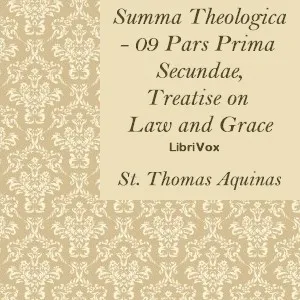 Summa Theologica
- 09 Pars Prima
Secundae,
Treatise on
Law and Grace
LibriVox
St. Thomas Aquinas